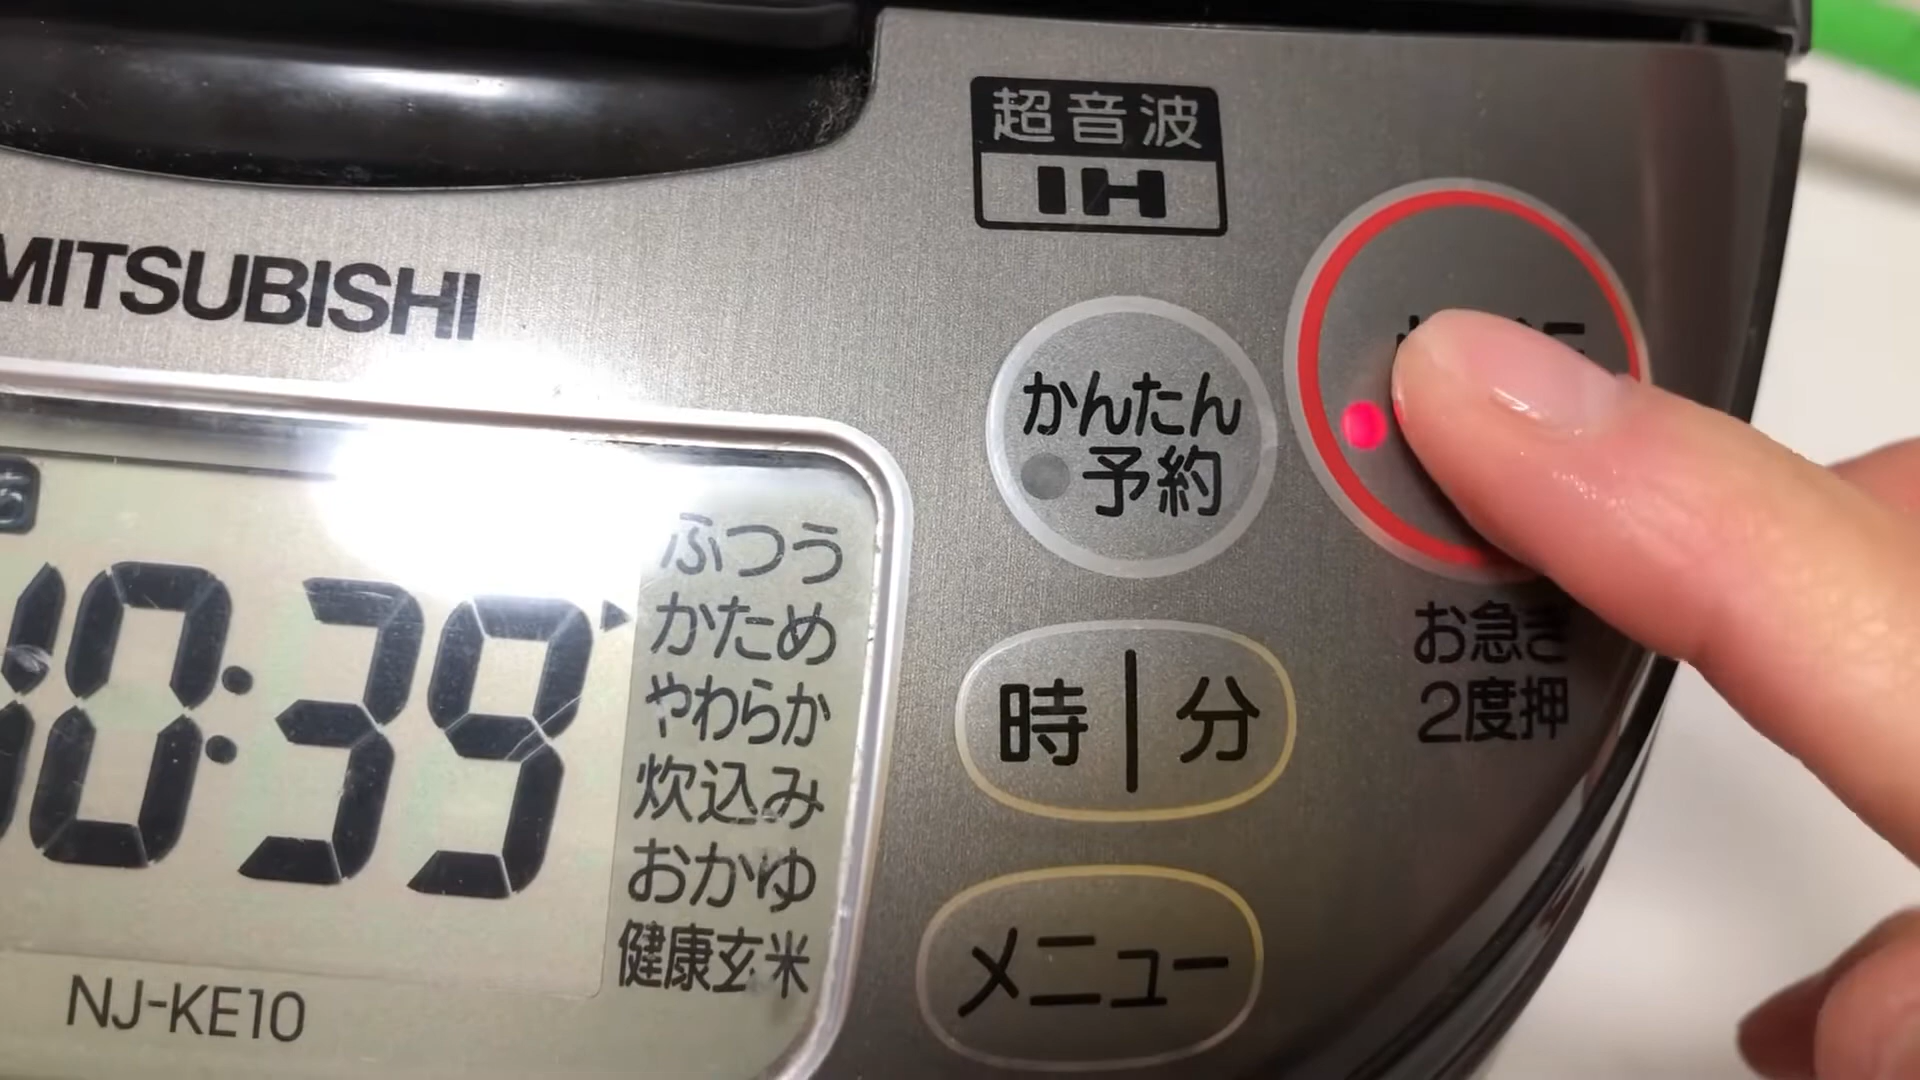 超音波
IH
MITSUBISHI
かんたん
予約
ふつう
かため
やわらか
炊込み
おかゆ
健康玄米
0:39
時|分
お急ぎ
2度押
メニュー
NJ-KE10